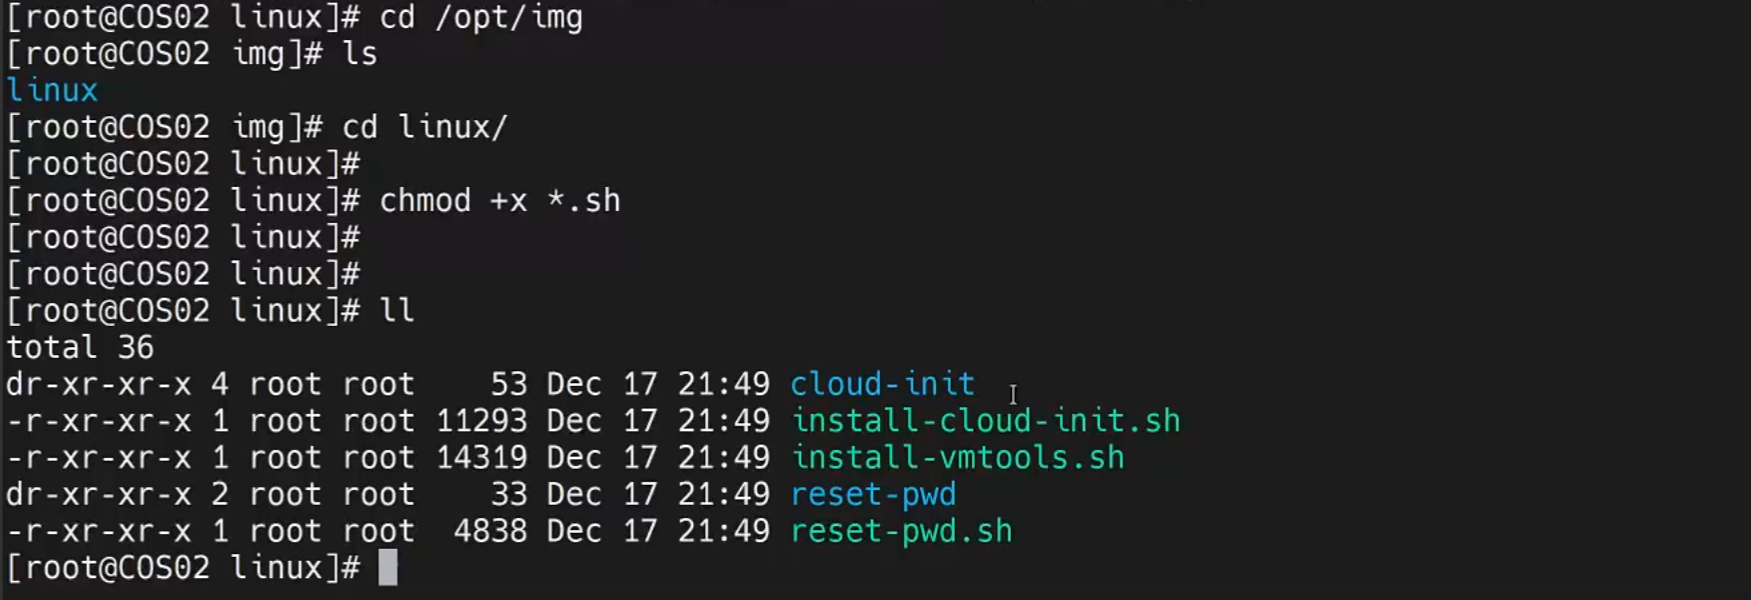 [root@COS02 linux]# cd /opt/img
[root@COS02 img]# ls
linux
[root@COS02 img]# cd linux/
[root@COS02 linux]#
[root@COS02 linux]# chmod +x *.sh
[root@COS02 linux]#
[root@COS02 linux]#
[root@COS02 linux]# ll
total 36
dr-xr-xr-x 4 root root    53 Dec 17 21:49 cloud-init
-r-xr-xr-x 1 root root 11293 Dec 17 21:49 install-cloud-init.sh
-r-xr-xr-x 1 root root 14319 Dec 17 21:49 install-vmtools.sh
dr-xr-xr-x 2 root root    33 Dec 17 21:49 reset-pwd
-r-xr-xr-x 1 root root  4838 Dec 17 21:49 reset-pwd.sh
[root@COS02 linux]#